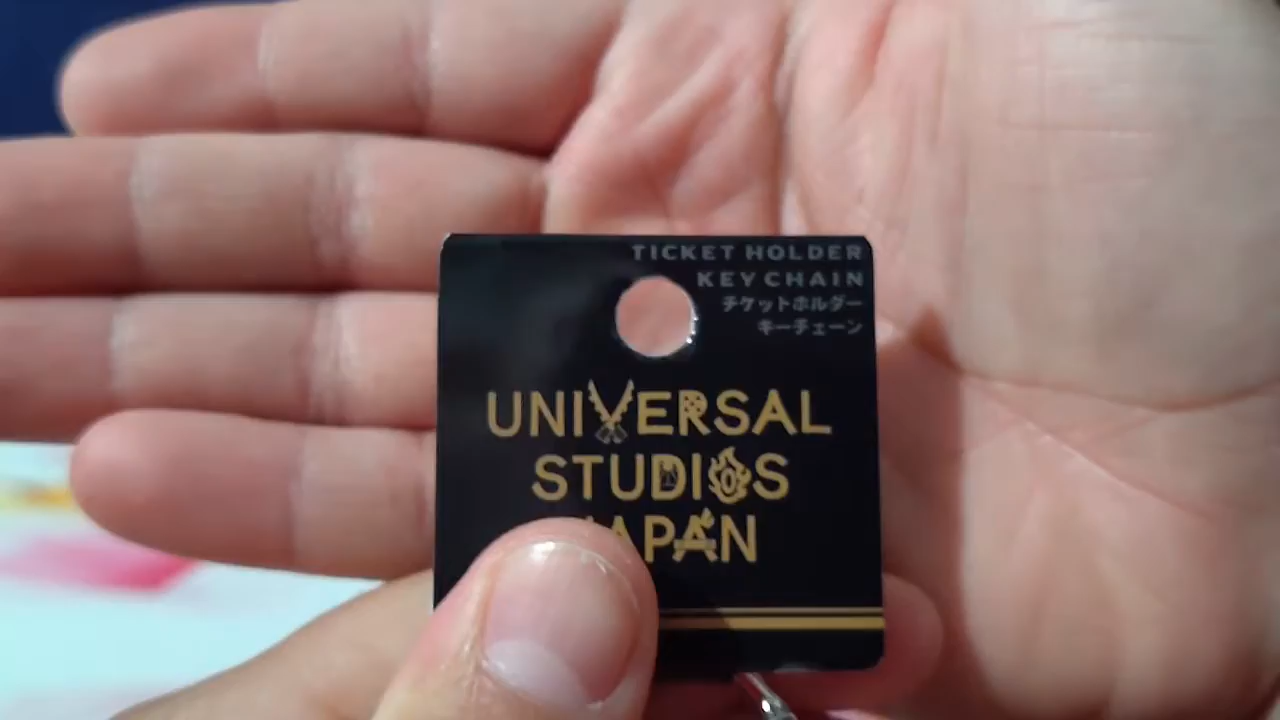 TICKET HOLDER
KEY CHAIN
チケットホルダー
キーチェーン
UNIVERSAL
STUDIOS
JAPAN